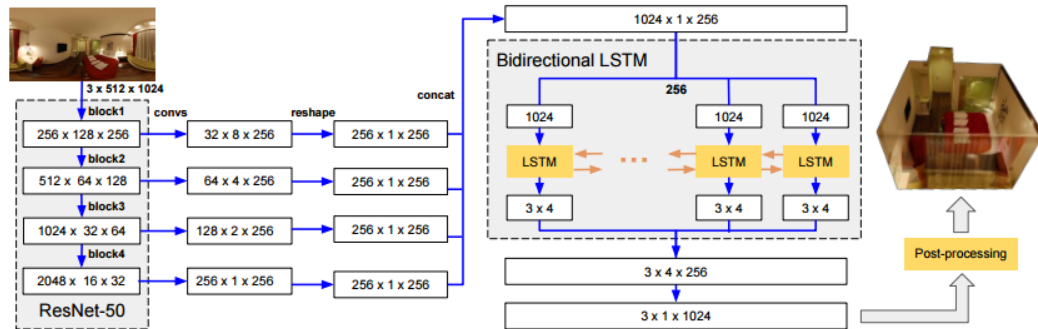 3 x 512 x 1024
block1
256 x 128 x 256
block2
512 x 64 x 128
block3
1024 x 32 x 64
block4
2048 x 16 x 32
ResNet-50
convs
32 x 8 x 256
64 x 4 x 256
128 x 2 x 256
256 x 1 x 256
reshape
256 x 1 x 256
256 x 1 x 256
256 x 1 x 256
256 x 1 x 256
concat
1024 x 1 x 256
Bidirectional LSTM
256
1024
1024
1024
LSTM
LSTM
LSTM
3 x 4
3 x 4
3 x 4
3 x 4 x 256
3 x 1 x 1024
Post-processing